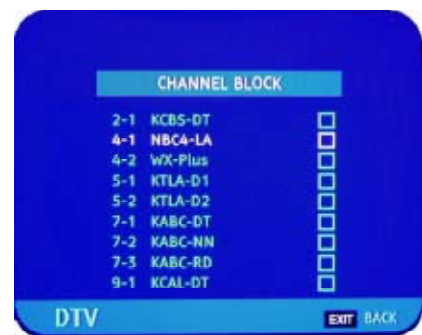 CHANNEL BLOCK
2-1 KCBS-DT
4-1 NBC4-LA
4-2 WX-Plus
5-1 KTLA-D1
5-2 KTLA-D2
7-1 KABC-DT
7-2 KABC-NN
7-3 KABC-RD
9-1 KCAL-DT
DTV EXIT BACK